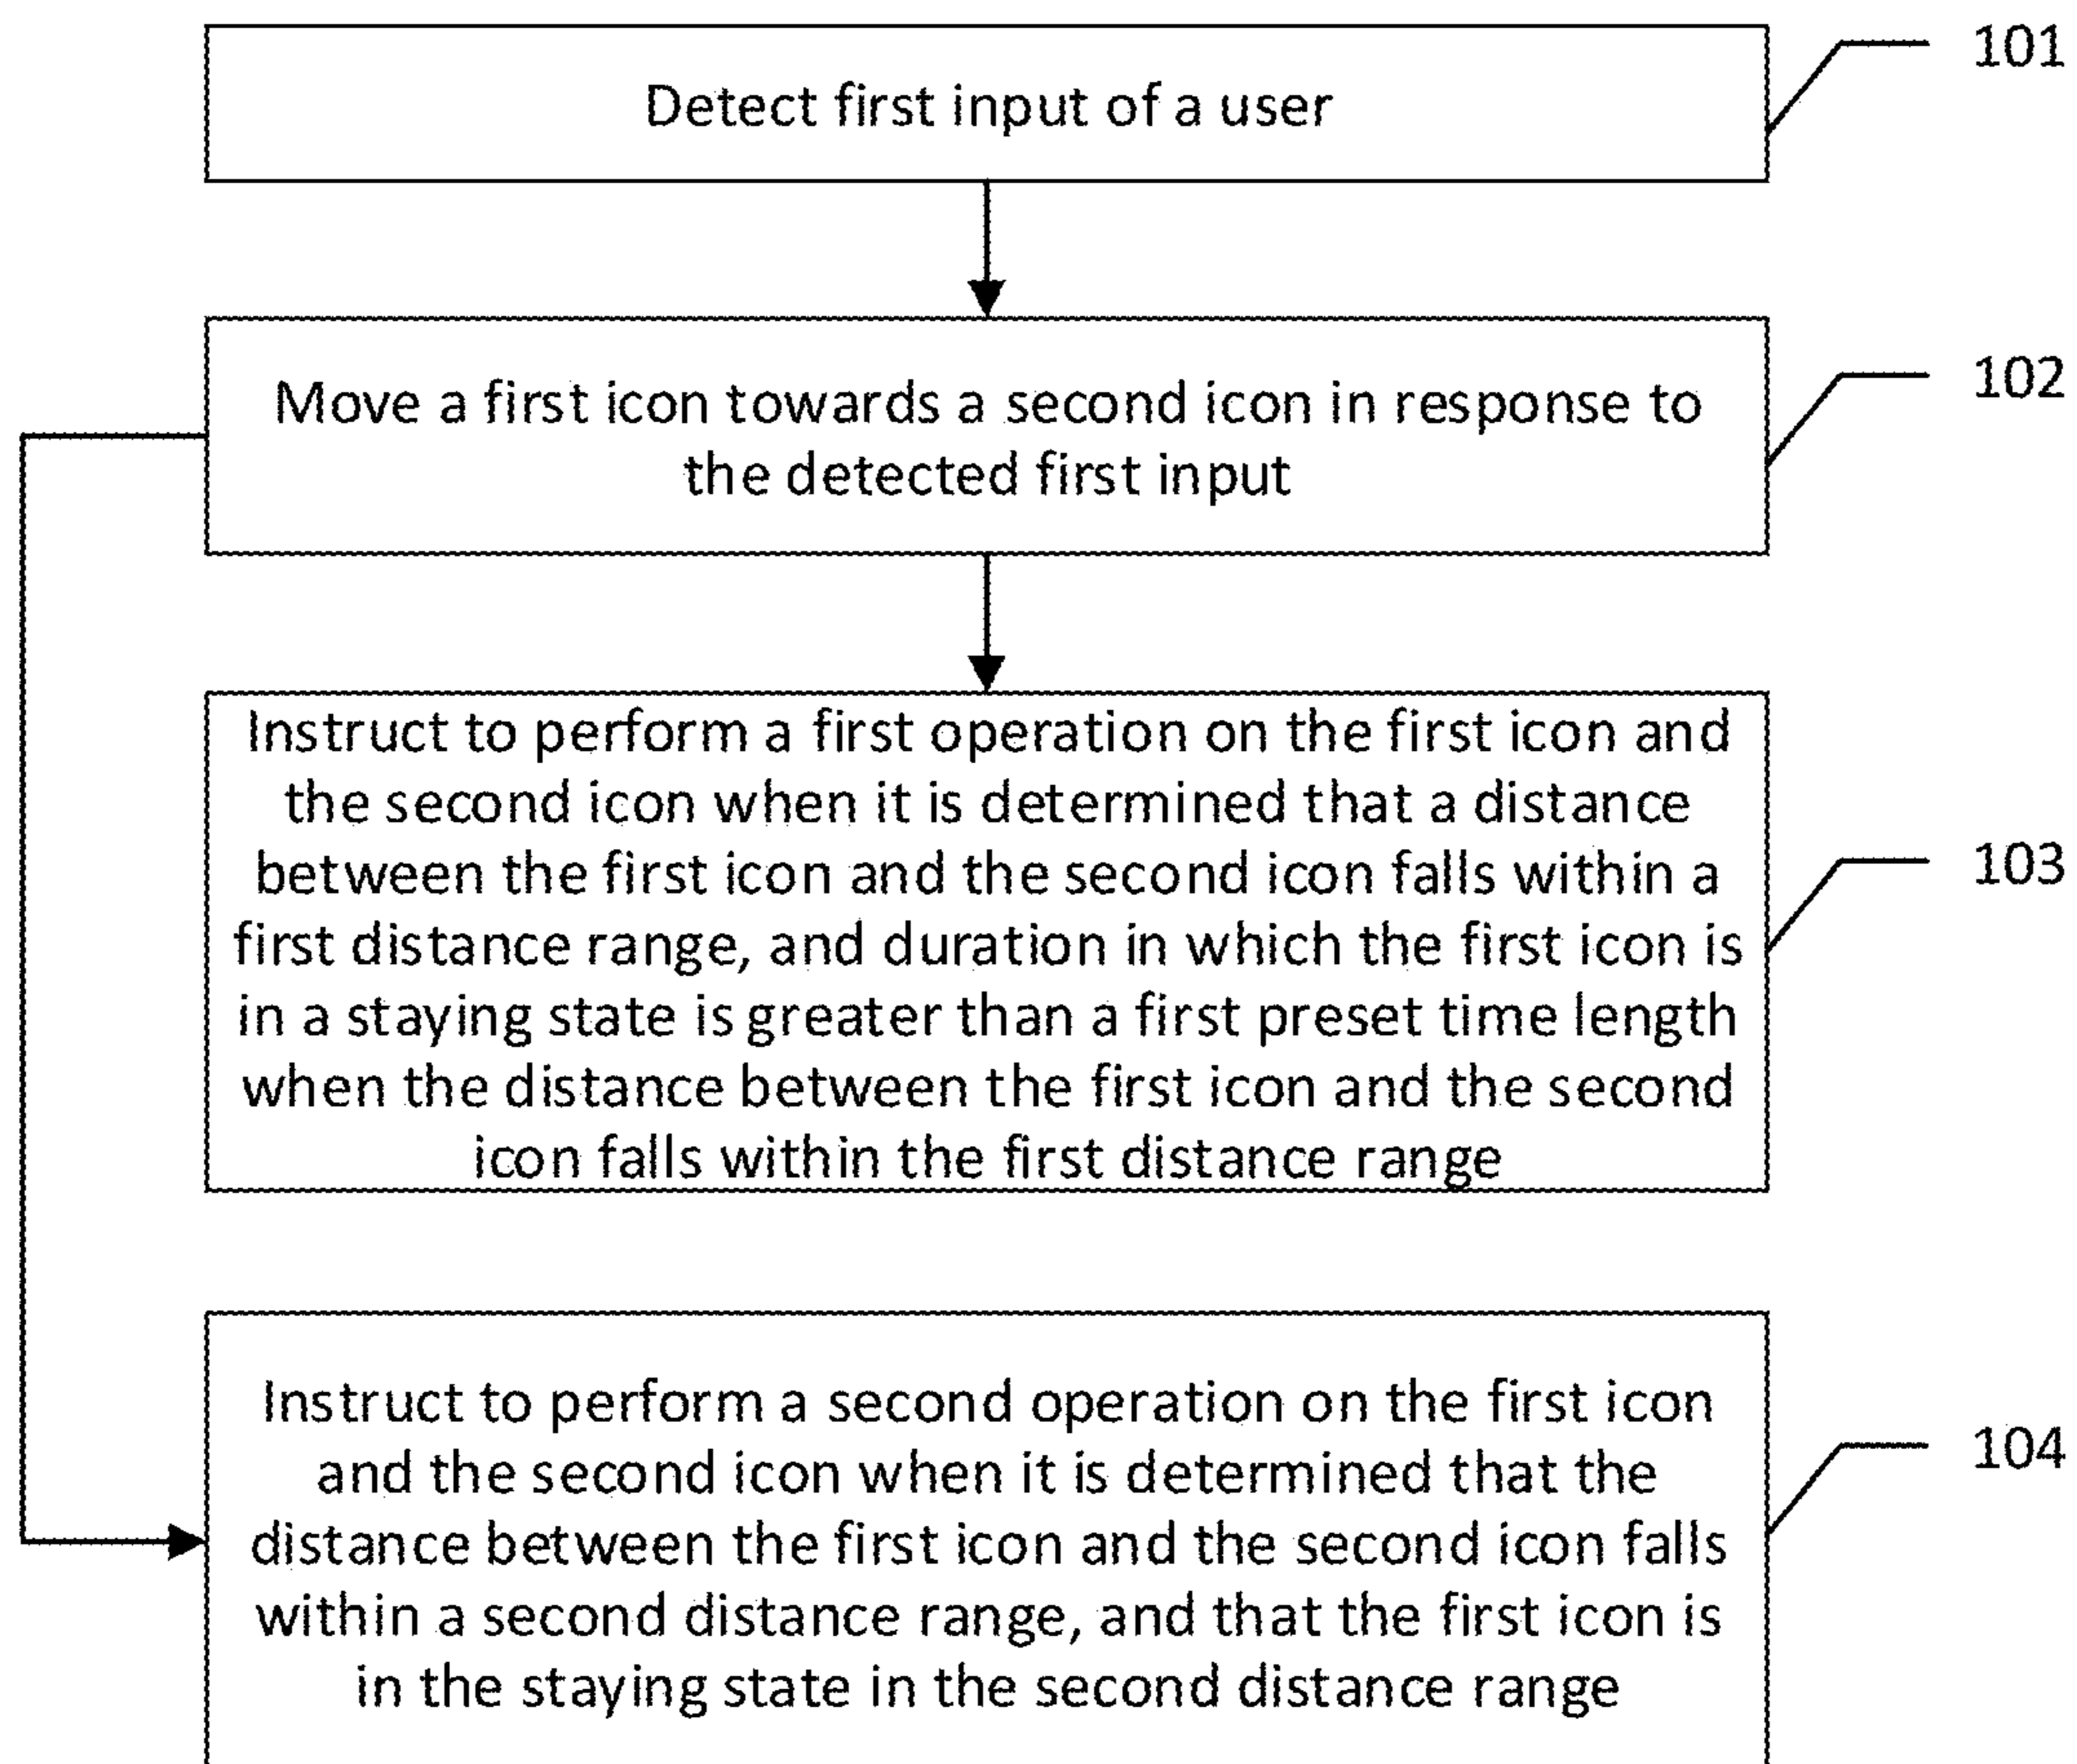 101
Detect first input of a user
102
Move a first icon towards a second icon in response to
the detected first input
Instruct to perform a first operation on the first icon and
the second icon when it is determined that a distance
between the first icon and the second icon falls within a
103
first distance range, and duration in which the first icon is
in a staying state is greater than a first preset time length
when the distance between the first icon and the second
icon falls within the first distance range
Instruct to perform a second operation on the first icon
104
and the second icon when it is determined that the
distance between the first icon and the second icon falls
within a second distance range, and that the first icon is
in the staying state in the second distance range